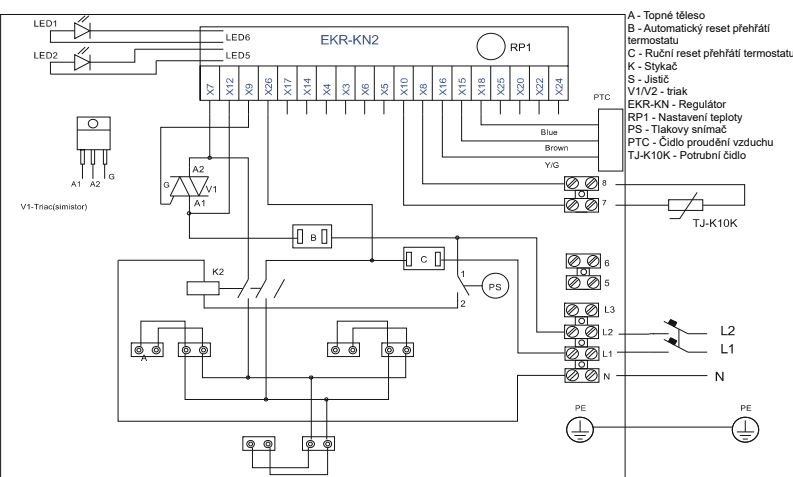 LED1
LED6
LED2
LED5
EKR-KN2
RP1
X7 X12 X9 X26 X17 X14 X4 X3 X6 X5 X10 X8 X16 X15 X18 X25 X20 X22 X24
PTC
Blue
Brown
Y/G
A - Topné těleso
B - Automatický reset přehřátí
termostatu
C - Ruční reset přehřátí termostatu
K - Stykač
S - Jistič
V1/V2 - triak
EKR-KN - Regulátor
RP1 - Nastavení teploty
PS - Tlakovy snímač
PTC - Čidlo proudění vzduchu
TJ-K10K - Potrubní čidlo
A1 A2 G
V1-Triac(simistor)
A2
G
V1
A1
8
7
TJ-K10K
B
C
K2
1
PS
2
6
5
L3
L2
L1
N
L2
L1
N
A
PE
PE